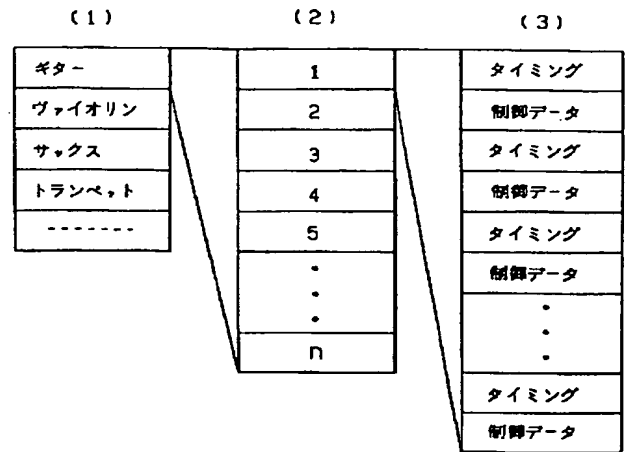 (1)
(2)
(3)
ギター
ヴァイオリン
サックス
トランペット
-------
1
2
3
4
5
n
タイミング
制御データ
タイミング
制御データ
タイミング
制御データ
タイミング
制御データ